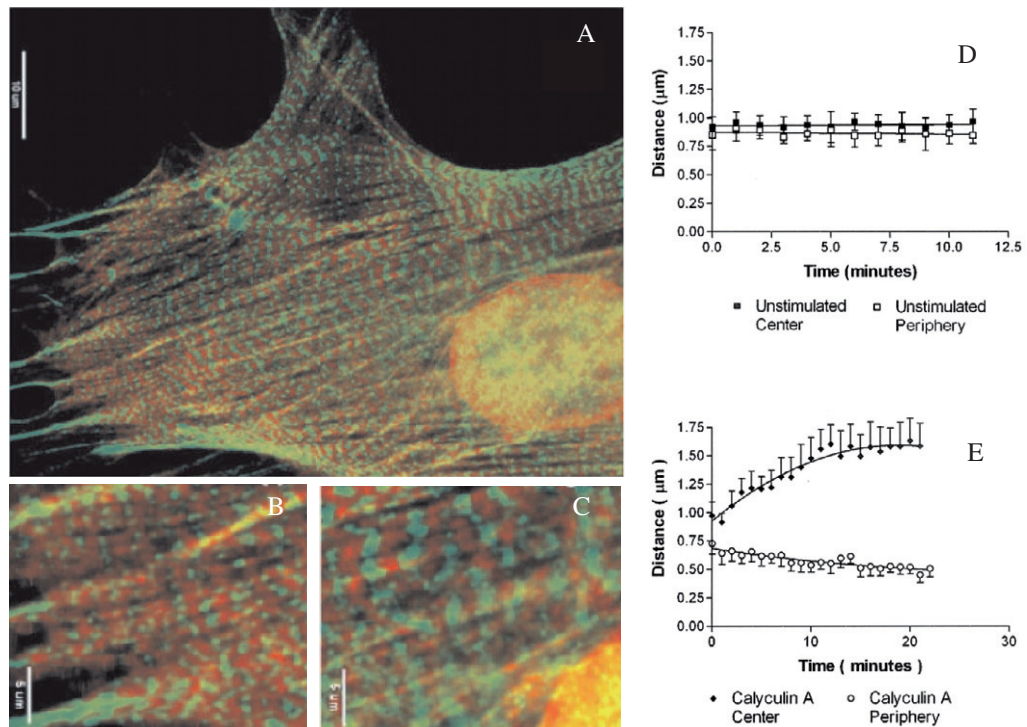 A
10 um
B
5 um
C
5 um
D
1.75
1.50
1.25
1.00
0.75
0.50
0.25
0.00
Distance (μm)
0.0 2.5 5.0 7.5 10.0 12.5
Time (minutes)
Unstimulated Center
Unstimulated Periphery
E
1.75
1.50
1.25
1.00
0.75
0.50
0.25
0.00
Distance ( μm)
0 10 20 30
Time ( minutes)
Calyculin A Center
Calyculin A Periphery